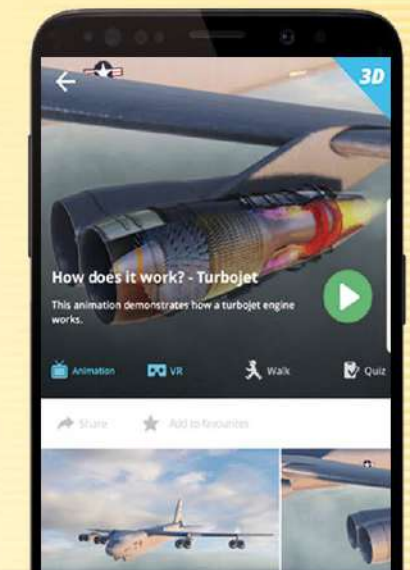 3D
How does it work? - Turbojet
This animation demonstrates how a turbojet engine
works.
Animation
VR
Walk
Quiz
Share
Add to favourites